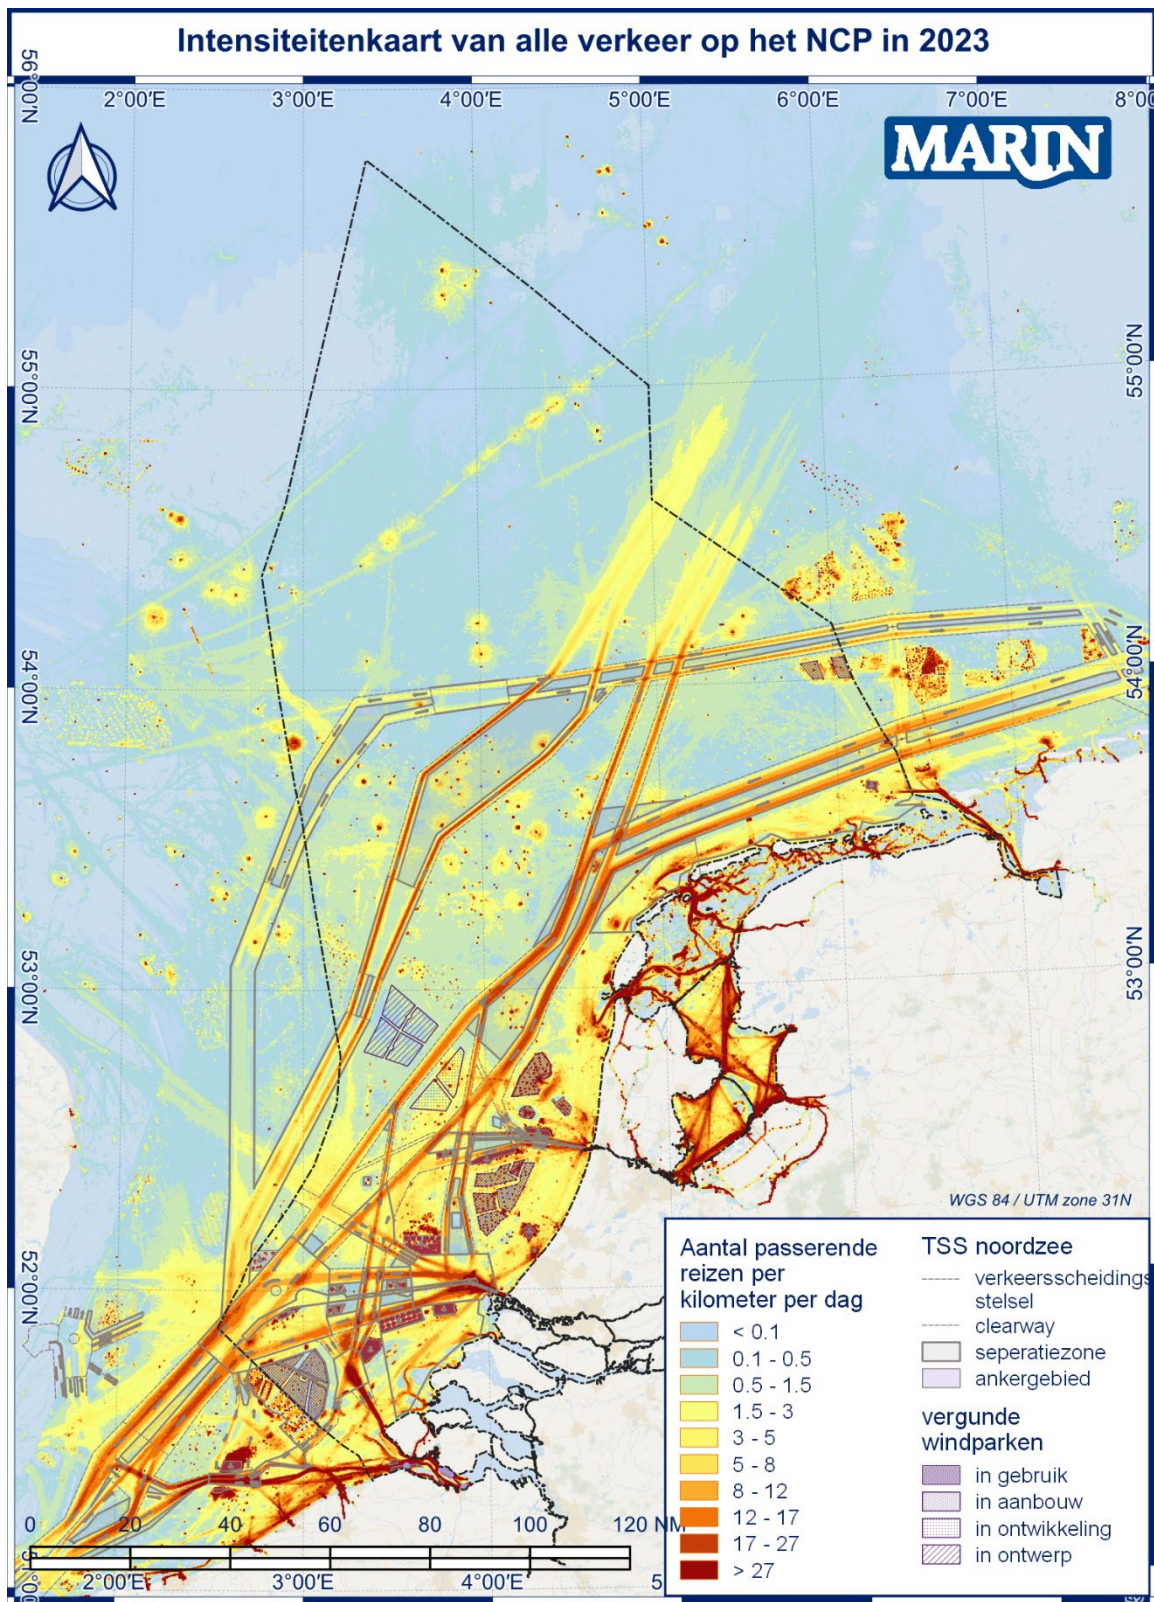 Intensiteitenkaart van alle verkeer op het NCP in 2023
56°00'N
2°00'E
3°00'E
4°00'E
5°00'E
6°00'E
7°00'E
8°00
MARIN
55°00'N
55°00'N
54°00'N
54°00'N
53°00'N
53°00'N
52°00'N
WGS 84 / UTM zone 31N
Aantal passerende
reizen per
kilometer per dag
< 0.1
0.1 - 0.5
0.5 - 1.5
1.5 - 3
3 - 5
5 - 8
8 - 12
12 - 17
17 - 27
> 27
TSS noordzee
verkeersscheidings
stelsel
clearway
seperatiezone
ankergebied
vergunde
windparken
in gebruik
in aanbouw
in ontwikkeling
in ontwerp
0
20
40
60
80
100
120 NM
2°00'E
3°00'E
4°00'E
5